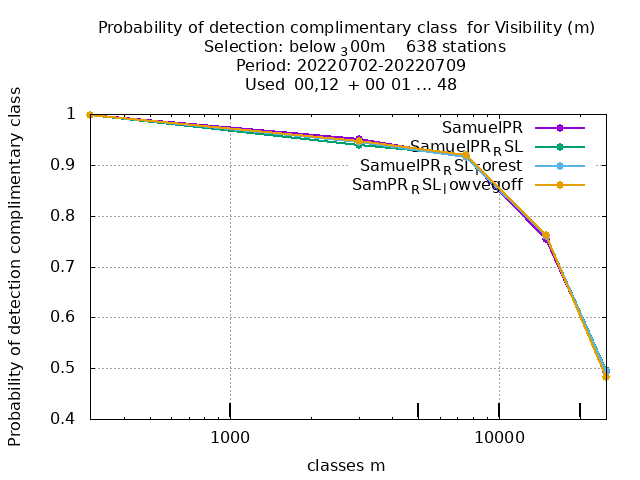 Probability of detection complimentary class  for Visibility (m)
Selection: below ₃00m    638 stations
Period: 20220702-20220709
Used  00,12  + 00 01 ... 48
Probability of detection complimentary class
1
0.9
0.8
0.7
0.6
0.5
0.4
SamuelPR
SamuelPR_RSL
SamuelPR_RSL_lorest
SamPR_RSL_lowvegoff
1000
10000
classes m